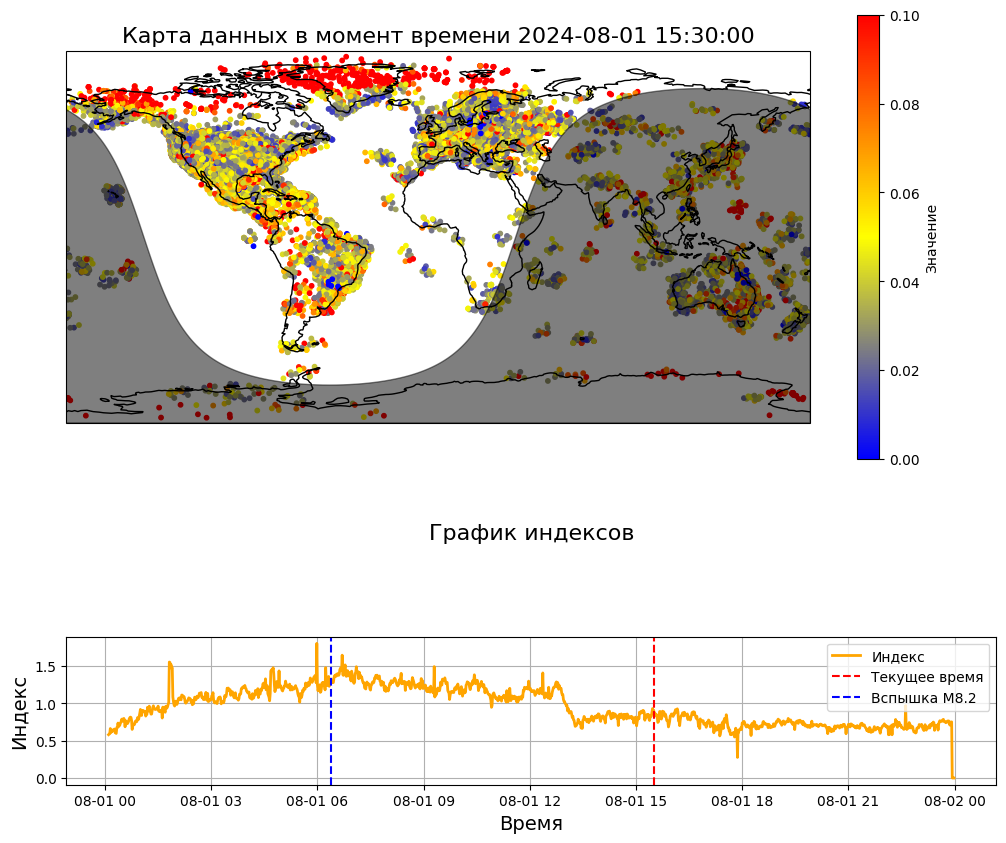 Карта данных в момент времени 2024-08-01 15:30:00
0.10
0.08
0.06
0.04
0.02
0.00
Значение
График индексов
Индекс
1.5
1.0
0.5
0.0
Индекс
Текущее время
Вспышка M8.2
08-01 00 08-01 03 08-01 06 08-01 09 08-01 12 08-01 15 08-01 18 08-01 21 08-02 00
Время